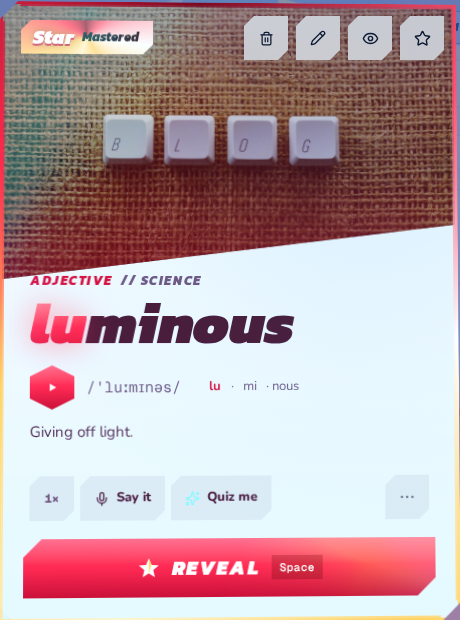 Star Mastered
B L O G
ADJECTIVE // SCIENCE
luminous
/ˈluːmɪnəs/ lu · mi · nous
Giving off light.
1× Say it Quiz me ...
REVEAL Space